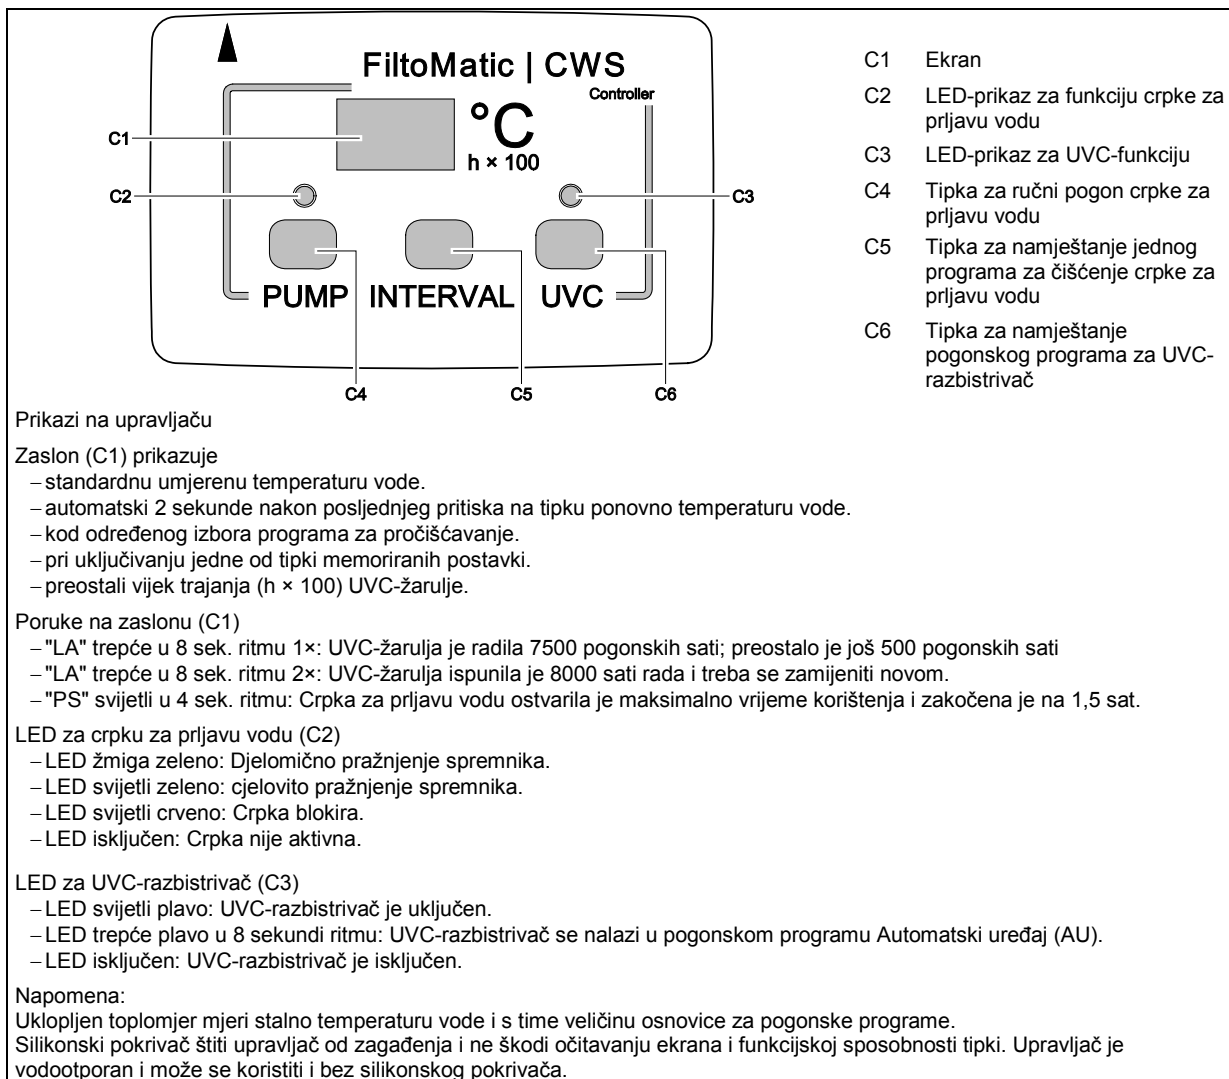 FiltoMatic | CWS
Controller
°C
h × 100
C1
C2
C3
PUMP INTERVAL UVC
C4
C5
C6
C1 Ekran
C2 LED-prikaz za funkciju crpke za
prljavu vodu
C3 LED-prikaz za UVC-funkciju
C4 Tipka za ručni pogon crpke za
prljavu vodu
C5 Tipka za namještanje jednog
programa za čišćenje crpke za
prljavu vodu
C6 Tipka za namještanje
pogonskog programa za UVC-
razbistrivač
Prikazi na upravljaču
Zaslon (C1) prikazuje
– standardnu umjerenu temperaturu vode.
– automatski 2 sekunde nakon posljednjeg pritiska na tipku ponovno temperaturu vode.
– kod određenog izbora programa za pročišćavanje.
– pri uključivanju jedne od tipki memoriranih postavki.
– preostali vijek trajanja (h × 100) UVC-žarulje.
Poruke na zaslonu (C1)
– "LA" trepće u 8 sek. ritmu 1×: UVC-žarulja je radila 7500 pogonskih sati; preostalo je još 500 pogonskih sati
– "LA" trepće u 8 sek. ritmu 2×: UVC-žarulja ispunila je 8000 sati rada i treba se zamijeniti novom.
– "PS" svijetli u 4 sek. ritmu: Crpka za prljavu vodu ostvarila je maksimalno vrijeme korištenja i zakočena je na 1,5 sat.
LED za crpku za prljavu vodu (C2)
– LED žmiga zeleno: Djelomično pražnjenje spremnika.
– LED svijetli zeleno: cjelovito pražnjenje spremnika.
– LED svijetli crveno: Crpka blokira.
– LED isključen: Crpka nije aktivna.
LED za UVC-razbistrivač (C3)
– LED svijetli plavo: UVC-razbistrivač je uključen.
– LED trepće plavo u 8 sekundi ritmu: UVC-razbistrivač se nalazi u pogonskom programu Automatski uređaj (AU).
– LED isključen: UVC-razbistrivač je isključen.
Napomena:
Uklopljen toplomjer mjeri stalno temperaturu vode i s time veličinu osnovice za pogonske programe.
Silikonski pokrivač štiti upravljač od zagađenja i ne škodi očitavanju ekrana i funkcijskoj sposobnosti tipki. Upravljač je
vodootporan i može se koristiti i bez silikonskog pokrivača.